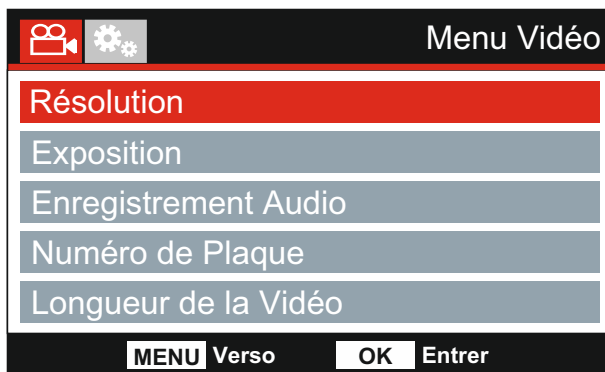 Menu Vidéo
Résolution
Exposition
Enregistrement Audio
Numéro de Plaque
Longueur de la Vidéo
MENU Verso OK Entrer